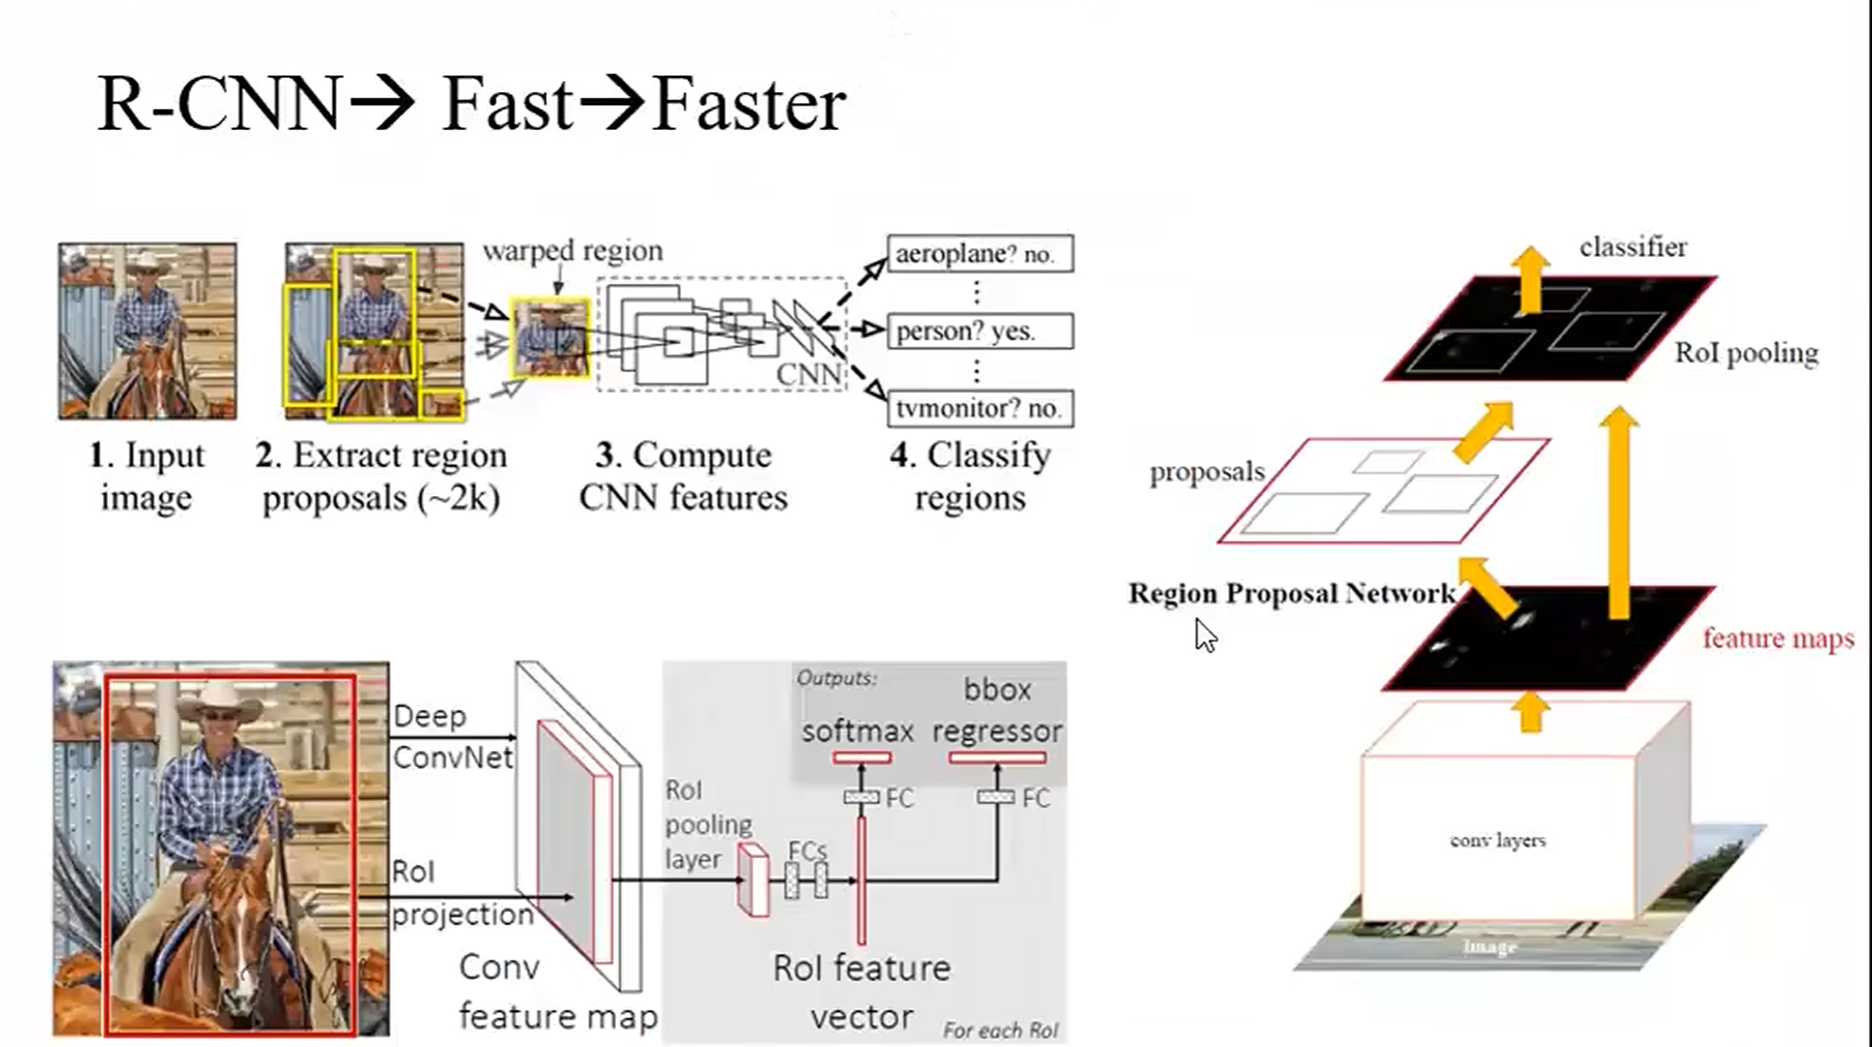 R-CNN→ Fast→Faster
warped region
aeroplane? no.
person? yes.
tvmonitor? no.
CNN
1. Input
image
2. Extract region
proposals (~2k)
3. Compute
CNN features
4. Classify
regions
Deep
ConvNet
RoI
projection
Conv
feature map
RoI
pooling
layer
FCs
Outputs:
softmax
bbox
regressor
FC
FC
RoI feature
vector
For each RoI
classifier
RoI pooling
proposals
Region Proposal Network
feature maps
conv layers
image